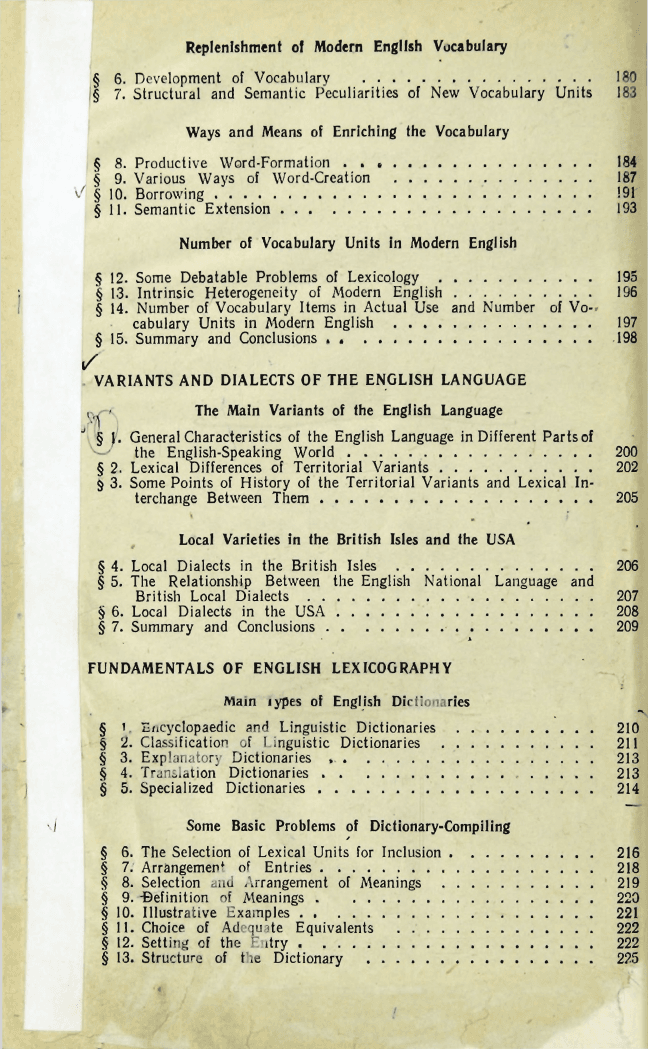 Replenishment of Modern English Vocabulary
§ 6. Development of Vocabulary . . . . . . . . . . . . . . . . 180
§ 7. Structural and Semantic Peculiarities of New Vocabulary Units 183
Ways and Means of Enriching the Vocabulary
§ 8. Productive Word-Formation . . . . . . . . . . . . . . . . . . 184
§ 9. Various Ways of Word-Creation . . . . . . . . . . . . . . 187
§ 10. Borrowing . . . . . . . . . . . . . . . . . . . . . . . . . . 191
§ 11. Semantic Extension . . . . . . . . . . . . . . . . . . . . . 193
Number of Vocabulary Units in Modern English
§ 12. Some Debatable Problems of Lexicology . . . . . . . . . . . 195
§ 13. Intrinsic Heterogeneity of Modern English . . . . . . . . . . 196
§ 14. Number of Vocabulary Items in Actual Use and Number of Vo-
cabulary Units in Modern English . . . . . . . . . . . . . . 197
§ 15. Summary and Conclusions . . . . . . . . . . . . . . . . . . 198
VARIANTS AND DIALECTS OF THE ENGLISH LANGUAGE
The Main Variants of the English Language
§ 1. General Characteristics of the English Language in Different Parts of
the English-Speaking World . . . . . . . . . . . . . . . . . 200
§ 2. Lexical Differences of Territorial Variants . . . . . . . . . . . 202
§ 3. Some Points of History of the Territorial Variants and Lexical In-
terchange Between Them . . . . . . . . . . . . . . . . . . . 205
Local Varieties in the British Isles and the USA
§ 4. Local Dialects in the British Isles . . . . . . . . . . . . . . 206
§ 5. The Relationship Between the English National Language and
British Local Dialects . . . . . . . . . . . . . . . . . . . . 207
§ 6. Local Dialects in the USA . . . . . . . . . . . . . . . . . . 208
§ 7. Summary and Conclusions . . . . . . . . . . . . . . . . . . . 209
FUNDAMENTALS OF ENGLISH LEXICOGRAPHY
Main Types of English Dictionaries
§ 1. Encyclopaedic and Linguistic Dictionaries . . . . . . . . . . 210
§ 2. Classification of Linguistic Dictionaries . . . . . . . . . . . 211
§ 3. Explanatory Dictionaries . . . . . . . . . . . . . . . . . . 213
§ 4. Translation Dictionaries . . . . . . . . . . . . . . . . . . . 213
§ 5. Specialized Dictionaries . . . . . . . . . . . . . . . . . . . 214
Some Basic Problems of Dictionary-Compiling
§ 6. The Selection of Lexical Units for Inclusion . . . . . . . . . . 216
§ 7. Arrangement of Entries . . . . . . . . . . . . . . . . . . . 218
§ 8. Selection and Arrangement of Meanings . . . . . . . . . . . 219
§ 9. Definition of Meanings . . . . . . . . . . . . . . . . . . . 220
§ 10. Illustrative Examples . . . . . . . . . . . . . . . . . . . . 221
§ 11. Choice of Adequate Equivalents . . . . . . . . . . . . . . 222
§ 12. Setting of the Entry . . . . . . . . . . . . . . . . . . . . 222
§ 13. Structure of the Dictionary . . . . . . . . . . . . . . . . 225